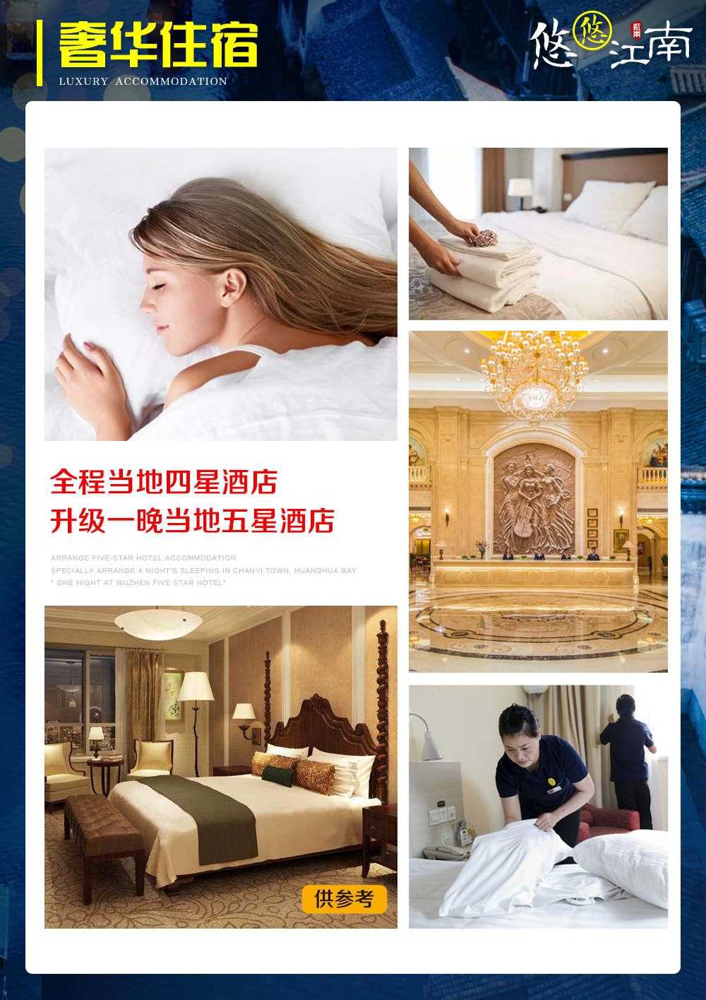 奢华住宿
LUXURY ACCOMMODATION
悠悠江南
全程当地四星酒店
升级一晚当地五星酒店
ARRANGE FIVE-STAR HOTEL ACCOMMODATION
SPECIALLY ARRANGE A NIGHT'S SLEEPING IN CHANYI TOWN, HUANGHUA BAY
* ONE NIGHT AT WUZHEN FIVE STAR HOTEL*
供参考